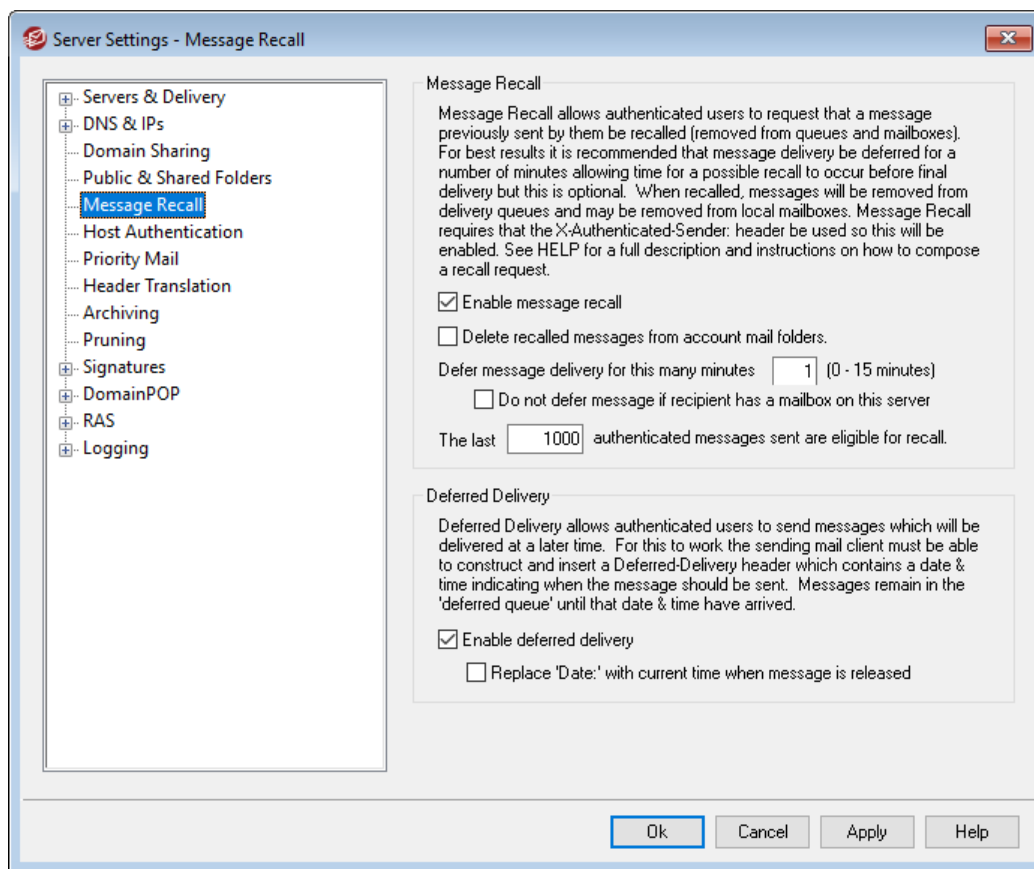 Server Settings - Message Recall
Servers & Delivery
DNS & IPs
Domain Sharing
Public & Shared Folders
Message Recall
Host Authentication
Priority Mail
Header Translation
Archiving
Pruning
Signatures
DomainPOP
RAS
Logging
Message Recall
Message Recall allows authenticated users to request that a message
previously sent by them be recalled (removed from queues and mailboxes).
For best results it is recommended that message delivery be deferred for a
number of minutes allowing time for a possible recall to occur before final
delivery but this is optional.  When recalled, messages will be removed from
delivery queues and may be removed from local mailboxes. Message Recall
requires that the X-Authenticated-Sender: header be used so this will be
enabled. See HELP for a full description and instructions on how to compose
a recall request.
Enable message recall
Delete recalled messages from account mail folders.
Defer message delivery for this many minutes 1 (0 - 15 minutes)
Do not defer message if recipient has a mailbox on this server
The last 1000 authenticated messages sent are eligible for recall.
Deferred Delivery
Deferred Delivery allows authenticated users to send messages which will be
delivered at a later time.  For this to work the sending mail client must be able
to construct and insert a Deferred-Delivery header which contains a date &
time indicating when the message should be sent.  Messages remain in the
'deferred queue' until that date & time have arrived.
Enable deferred delivery
Replace 'Date:' with current time when message is released
Ok Cancel Apply Help